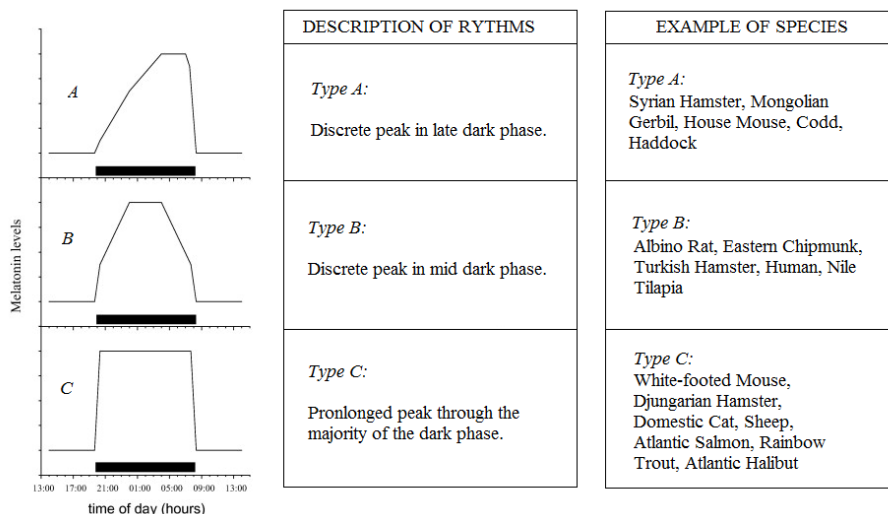 DESCRIPTION OF RYTHMS
EXAMPLE OF SPECIES
Melatonin levels
A
Type A:
Discrete peak in late dark phase.
Type A:
Syrian Hamster, Mongolian
Gerbil, House Mouse, Codd,
Haddock
B
Type B:
Discrete peak in mid dark phase.
Type B:
Albino Rat, Eastern Chipmunk,
Turkish Hamster, Human, Nile
Tilapia
C
Type C:
Pronlonged peak through the
majority of the dark phase.
Type C:
White-footed Mouse,
Djungarian Hamster,
Domestic Cat, Sheep,
Atlantic Salmon, Rainbow
Trout, Atlantic Halibut
13:00 17:00 21:00 01:00 05:00 09:00 13:00
time of day (hours)